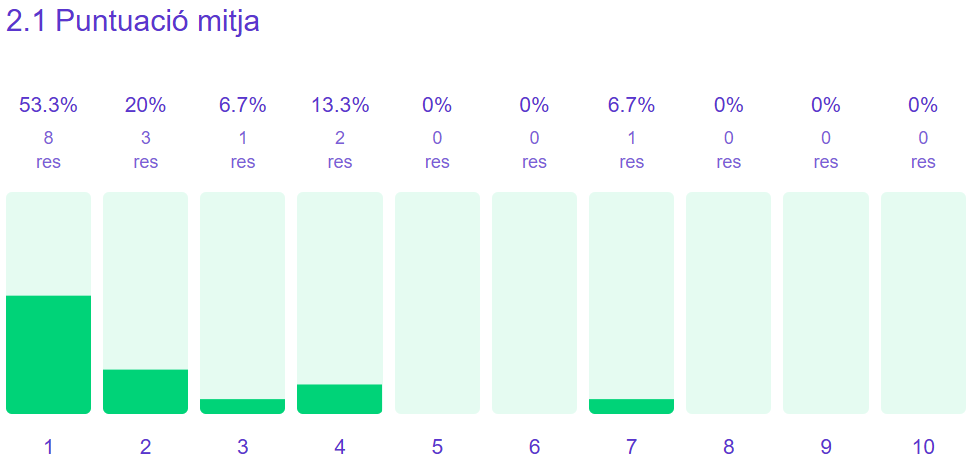 2.1 Puntuació mitja
53.3% 20% 6.7% 13.3% 0% 0% 6.7% 0% 0% 0%
8 3 1 2 0 0 1 0 0 0
res res res res res res res res res res
1 2 3 4 5 6 7 8 9 10